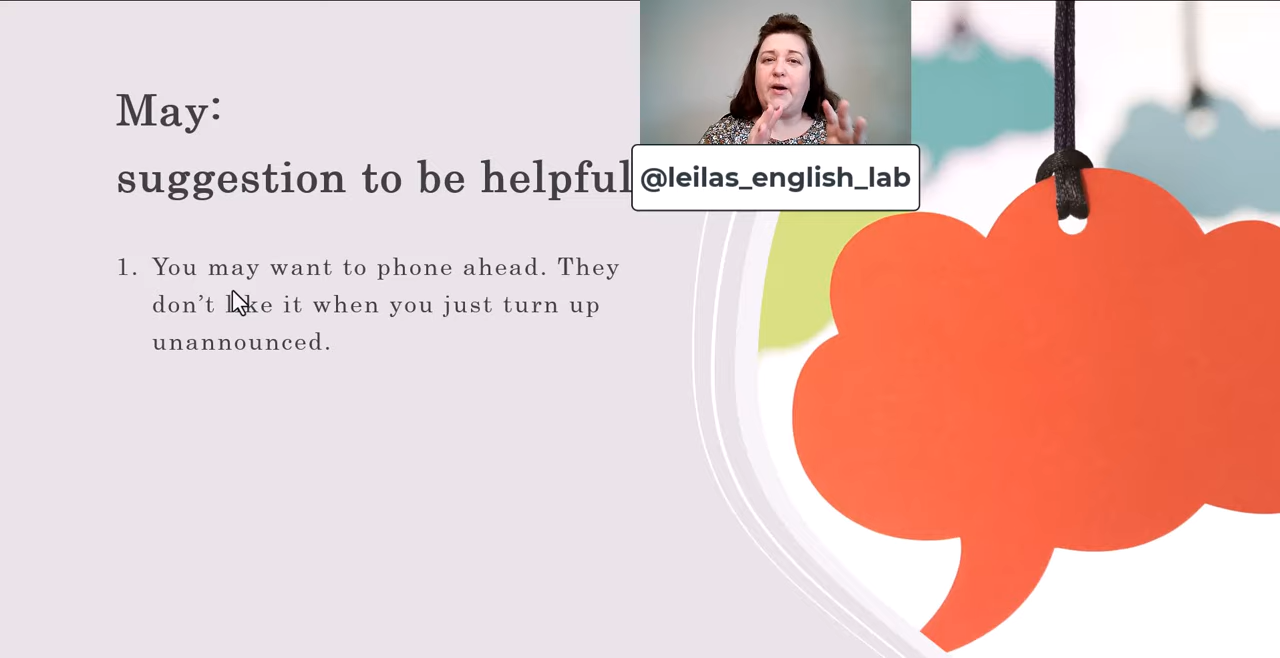 May:
suggestion to be helpful
@leilas_english_lab
1. You may want to phone ahead. They
don’t like it when you just turn up
unannounced.